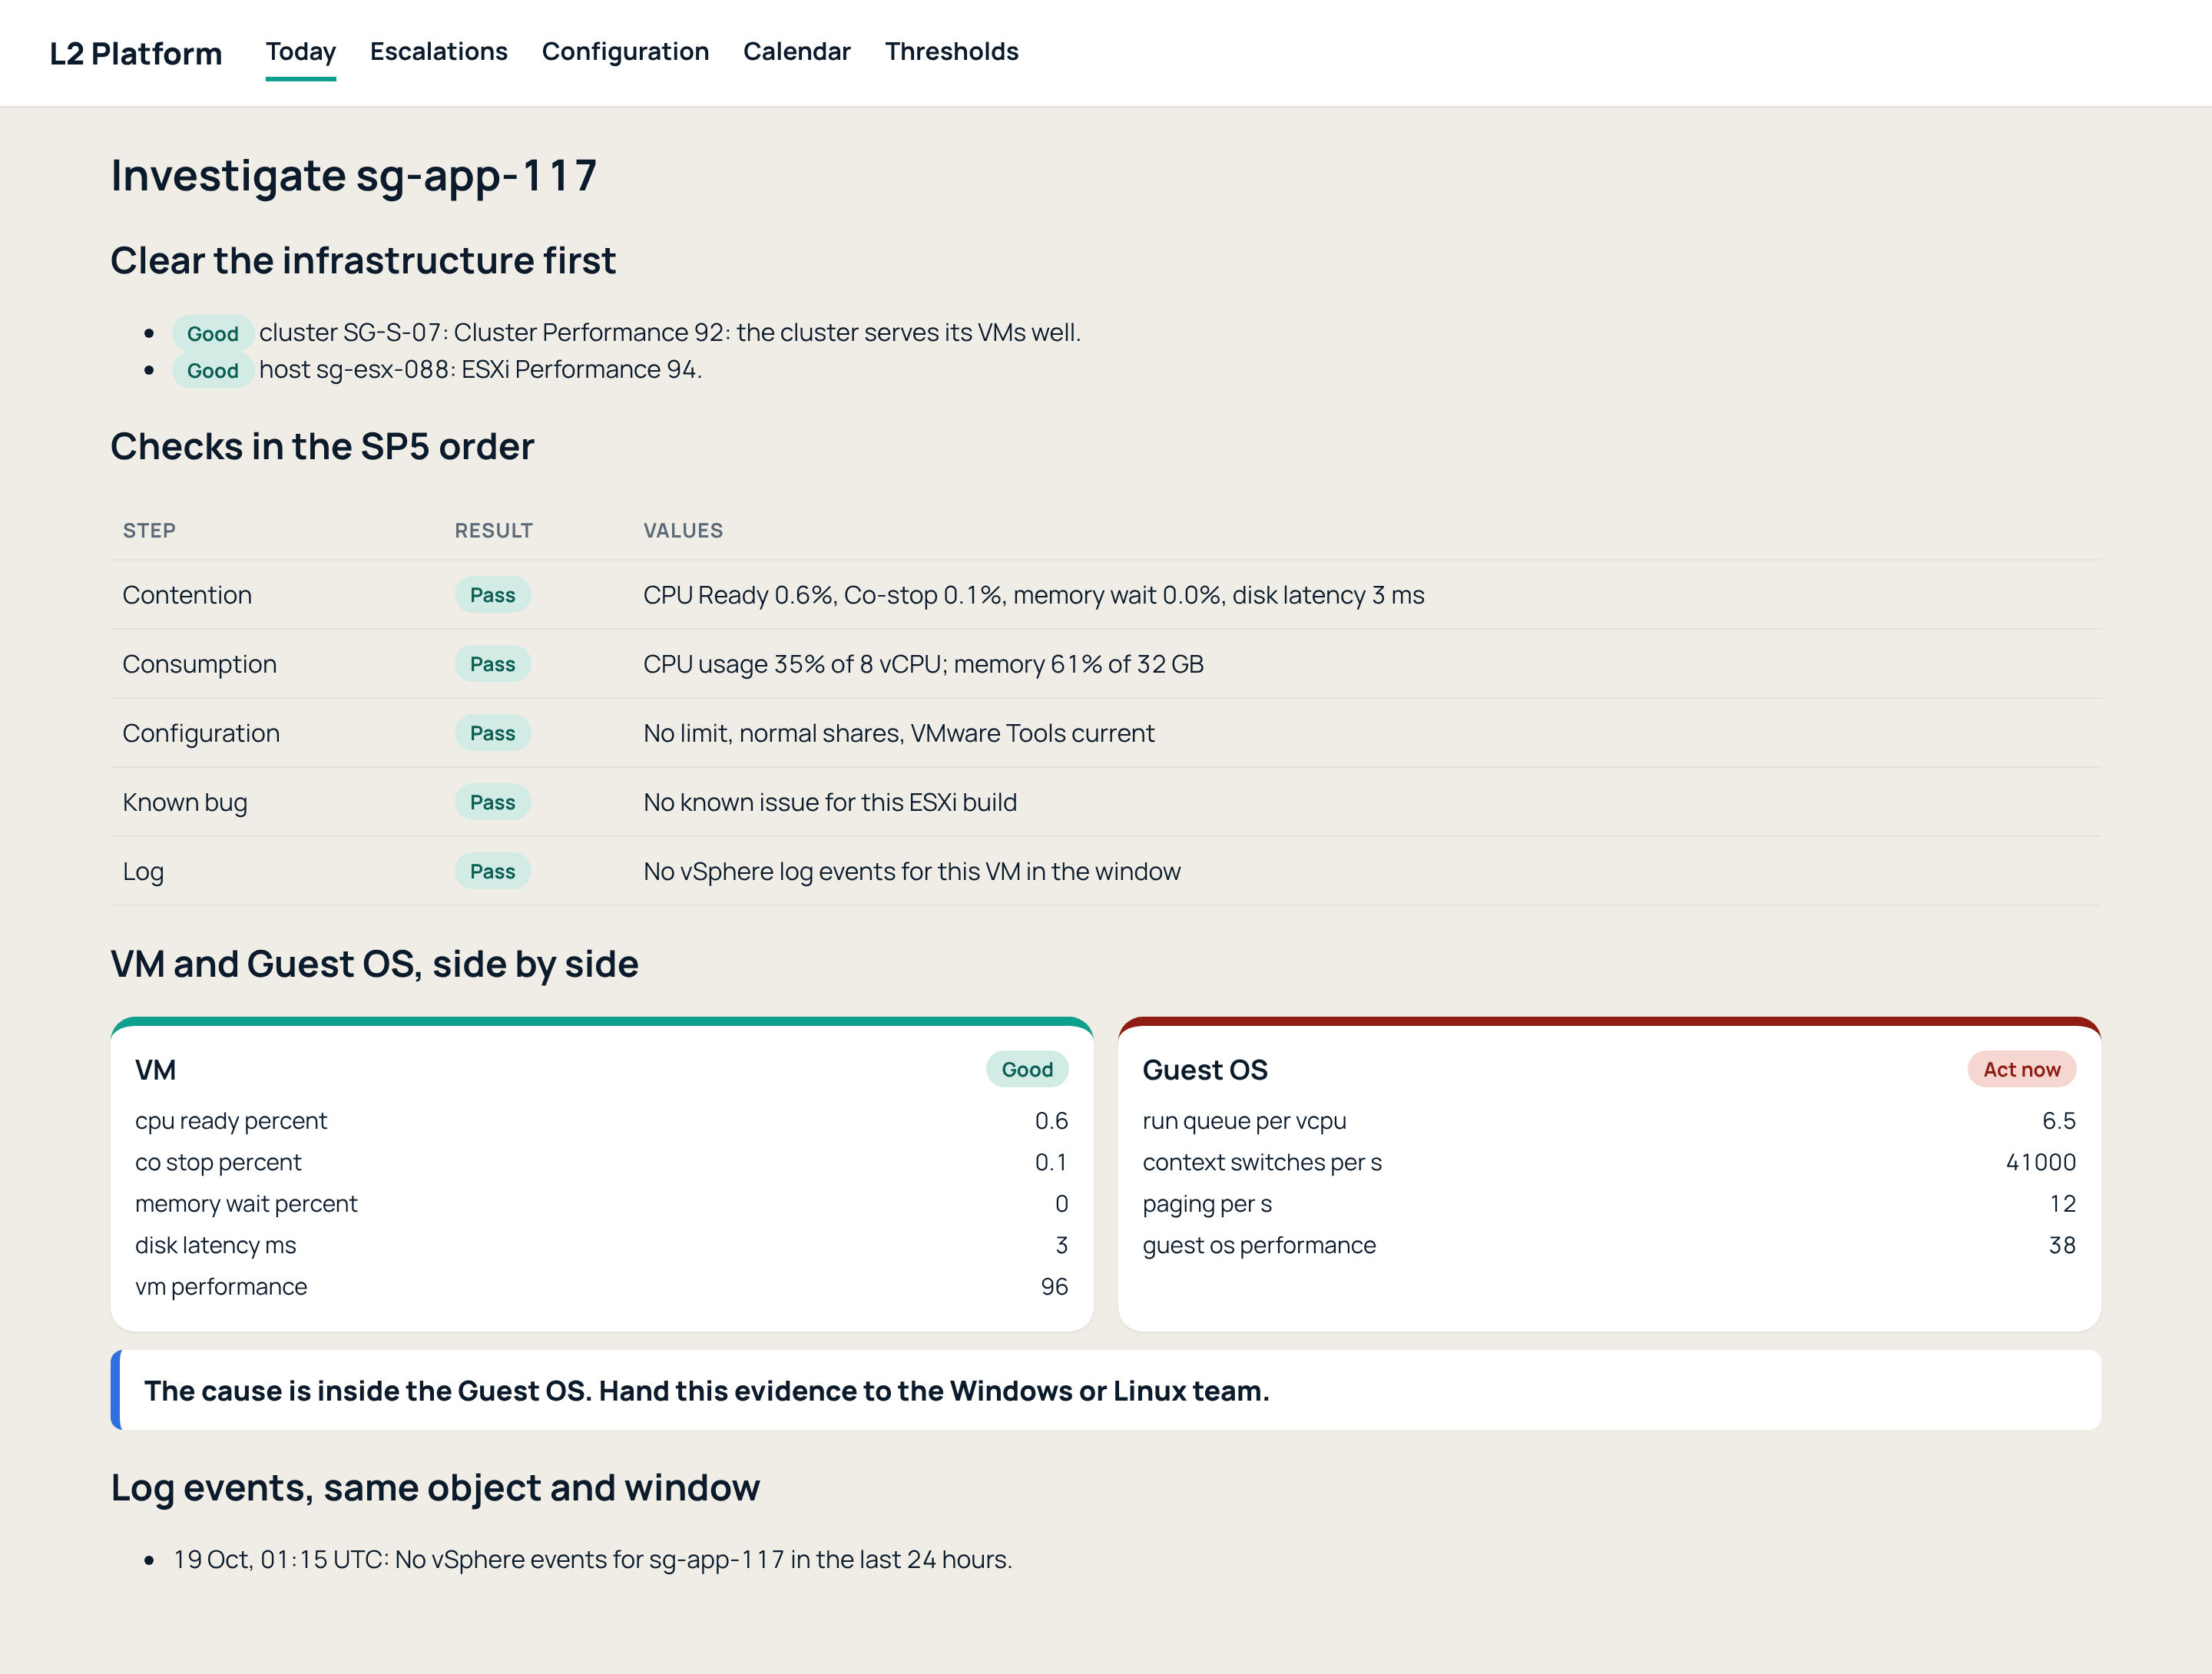 L2 Platform Today Escalations Configuration Calendar Thresholds
Investigate sg-app-117
Clear the infrastructure first
Good cluster SG-S-07: Cluster Performance 92: the cluster serves its VMs well.
Good host sg-esx-088: ESXi Performance 94.
Checks in the SP5 order
STEP RESULT VALUES
Contention Pass CPU Ready 0.6%, Co-stop 0.1%, memory wait 0.0%, disk latency 3 ms
Consumption Pass CPU usage 35% of 8 vCPU; memory 61% of 32 GB
Configuration Pass No limit, normal shares, VMware Tools current
Known bug Pass No known issue for this ESXi build
Log Pass No vSphere log events for this VM in the window
VM and Guest OS, side by side
VM Good
cpu ready percent 0.6
co stop percent 0.1
memory wait percent 0
disk latency ms 3
vm performance 96
Guest OS Act now
run queue per vcpu 6.5
context switches per s 41000
paging per s 12
guest os performance 38
The cause is inside the Guest OS. Hand this evidence to the Windows or Linux team.
Log events, same object and window
19 Oct, 01:15 UTC: No vSphere events for sg-app-117 in the last 24 hours.